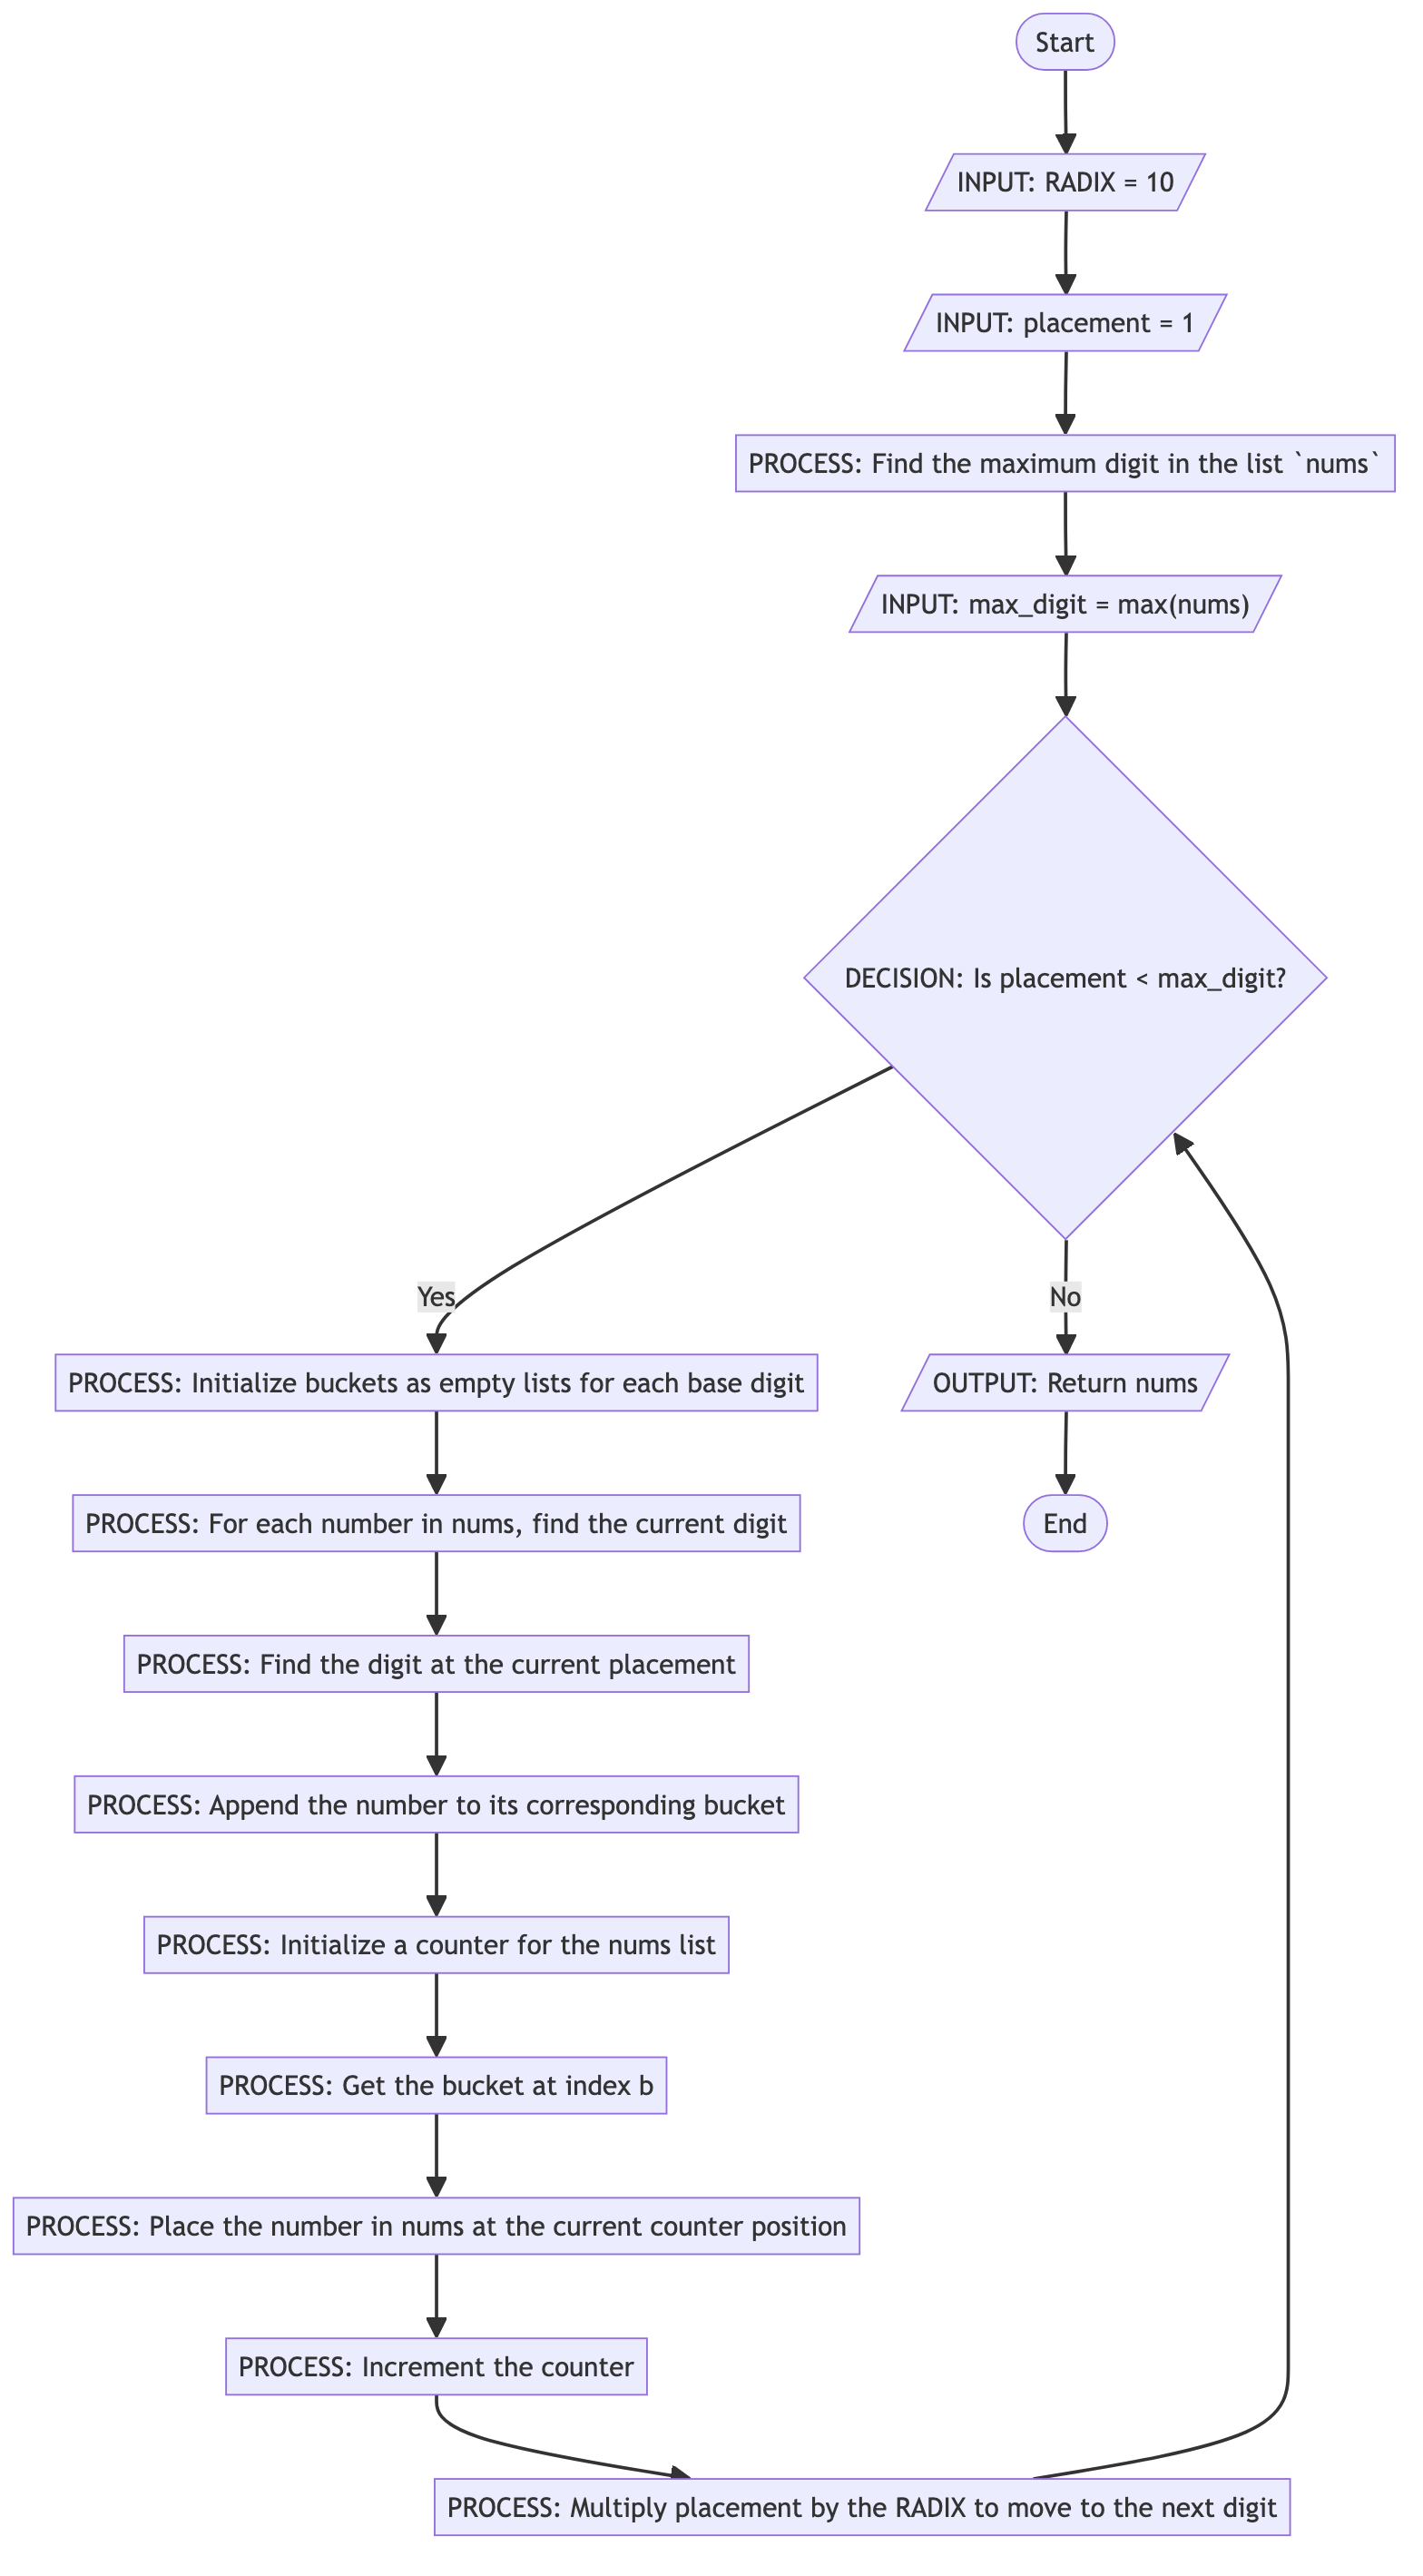 Start
INPUT: RADIX = 10
INPUT: placement = 1
PROCESS: Find the maximum digit in the list `nums`
INPUT: max_digit = max(nums)
DECISION: Is placement < max_digit?
Yes
No
PROCESS: Initialize buckets as empty lists for each base digit
OUTPUT: Return nums
PROCESS: For each number in nums, find the current digit
End
PROCESS: Find the digit at the current placement
PROCESS: Append the number to its corresponding bucket
PROCESS: Initialize a counter for the nums list
PROCESS: Get the bucket at index b
PROCESS: Place the number in nums at the current counter position
PROCESS: Increment the counter
PROCESS: Multiply placement by the RADIX to move to the next digit